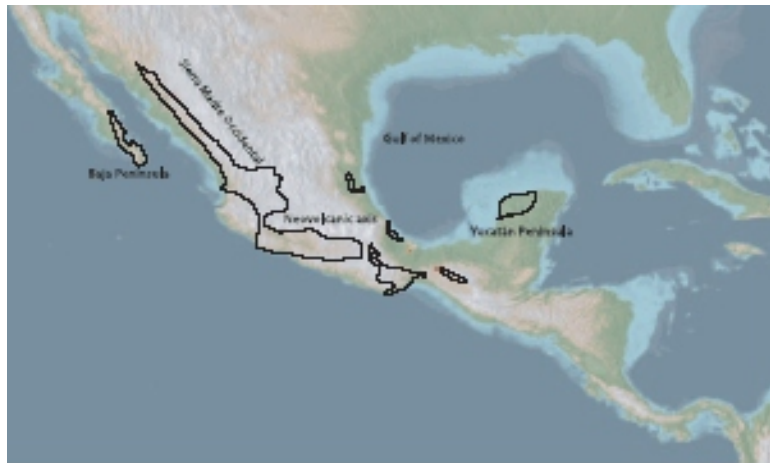 Sierra Madre Occidental
Gulf of Mexico
Baja Peninsula
Neovolcanic axis
Yucatán Peninsula